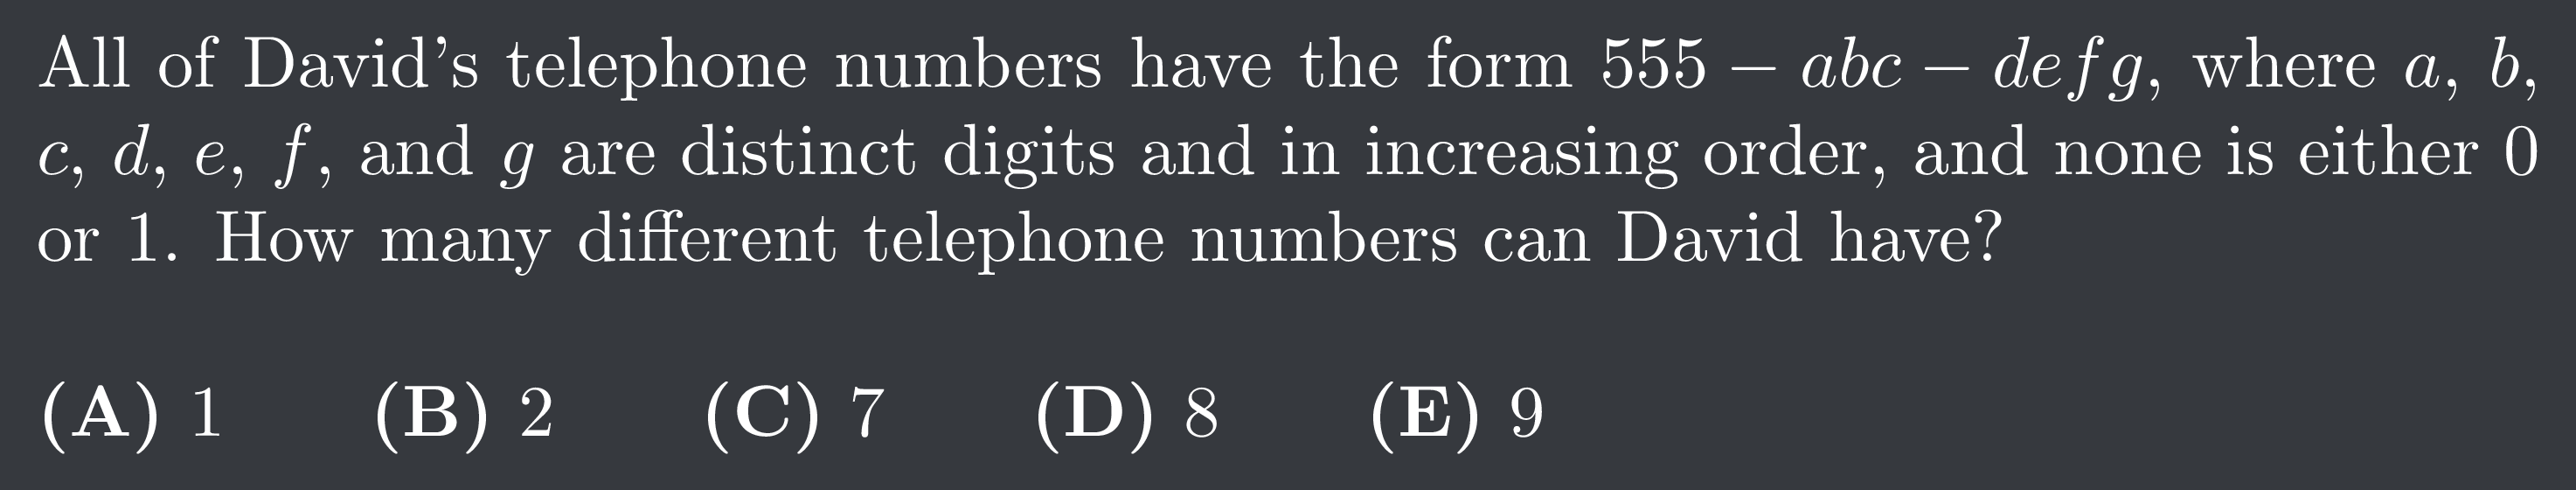 All of David's telephone numbers have the form 555 − abc − defg, where a, b,
c, d, e, f, and g are distinct digits and in increasing order, and none is either 0
or 1. How many different telephone numbers can David have?
(A) 1 (B) 2 (C) 7 (D) 8 (E) 9